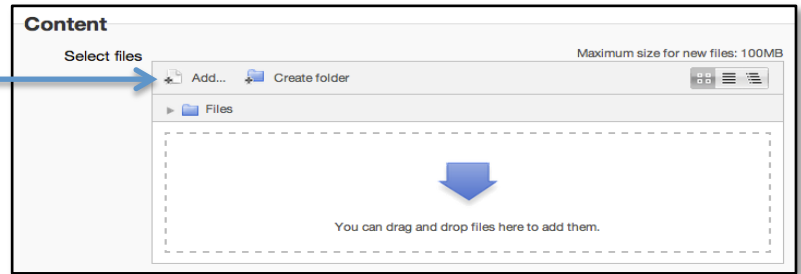 Content
Select files
Maximum size for new files: 100MB
Add... Create folder
Files
You can drag and drop files here to add them.